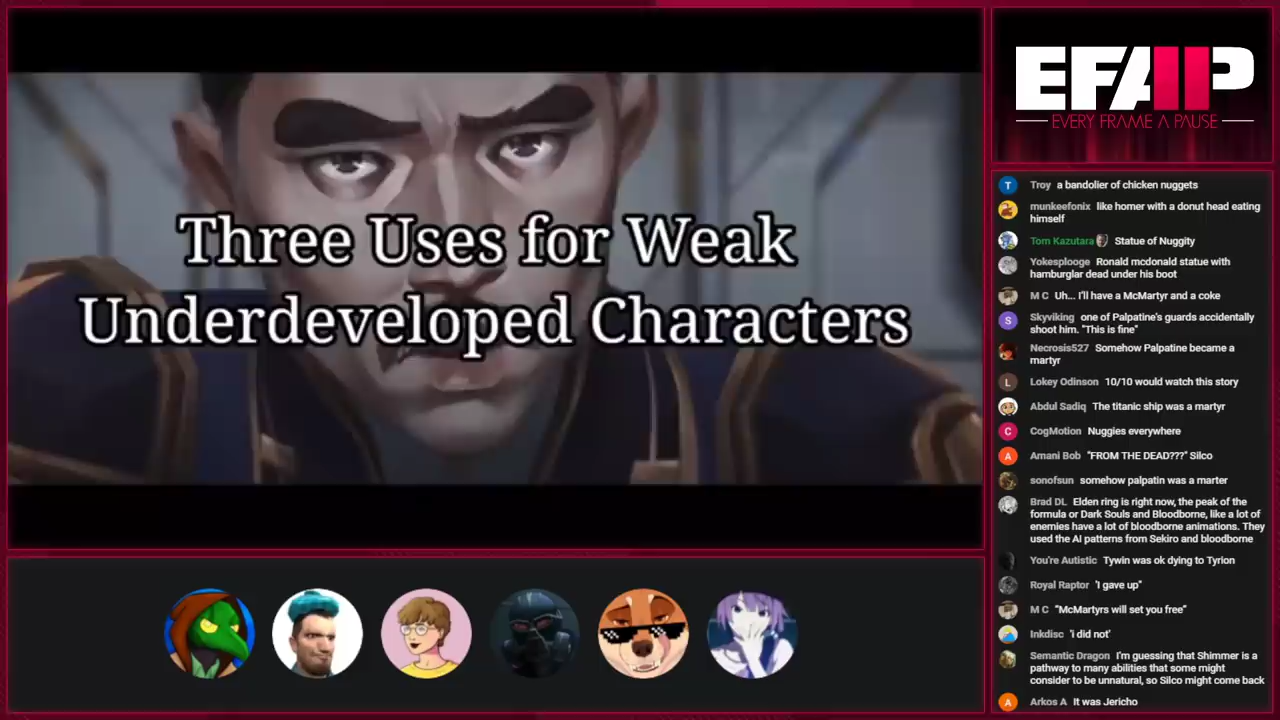 Three Uses for Weak
Underdeveloped Characters
EFAP
EVERY FRAME A PAUSE
T Troy a bandolier of chicken nuggets
munkeefonix like homer with a donut head eating
himself
Tom Kazutara Statue of Nuggity
Yokesplooge Ronald mcdonald statue with
hamburglar dead under his boot
M C Uh... I'll have a McMartyr and a coke
S Skyviking one of Palpatine's guards accidentally
shoot him. "This is fine"
Necrosis527 Somehow Palpatine became a
martyr
L Lokey Odinson 10/10 would watch this story
Abdul Sadiq The titanic ship was a martyr
C CogMotion Nuggies everywhere
A Amani Bob "FROM THE DEAD???" Silco
sonofsun somehow palpatin was a marter
Brad DL Elden ring is right now, the peak of the
formula or Dark Souls and Bloodborne, like a lot of
enemies have a lot of bloodborne animations. They
used the AI patterns from Sekiro and bloodborne
You're Autistic Tywin was ok dying to Tyrion
Royal Raptor 'I gave up"
M C "McMartyrs will set you free"
Inkdisc 'i did not'
Semantic Dragon I'm guessing that Shimmer is a
pathway to many abilities that some might
consider to be unnatural, so Silco might come back
A Arkos A It was Jericho